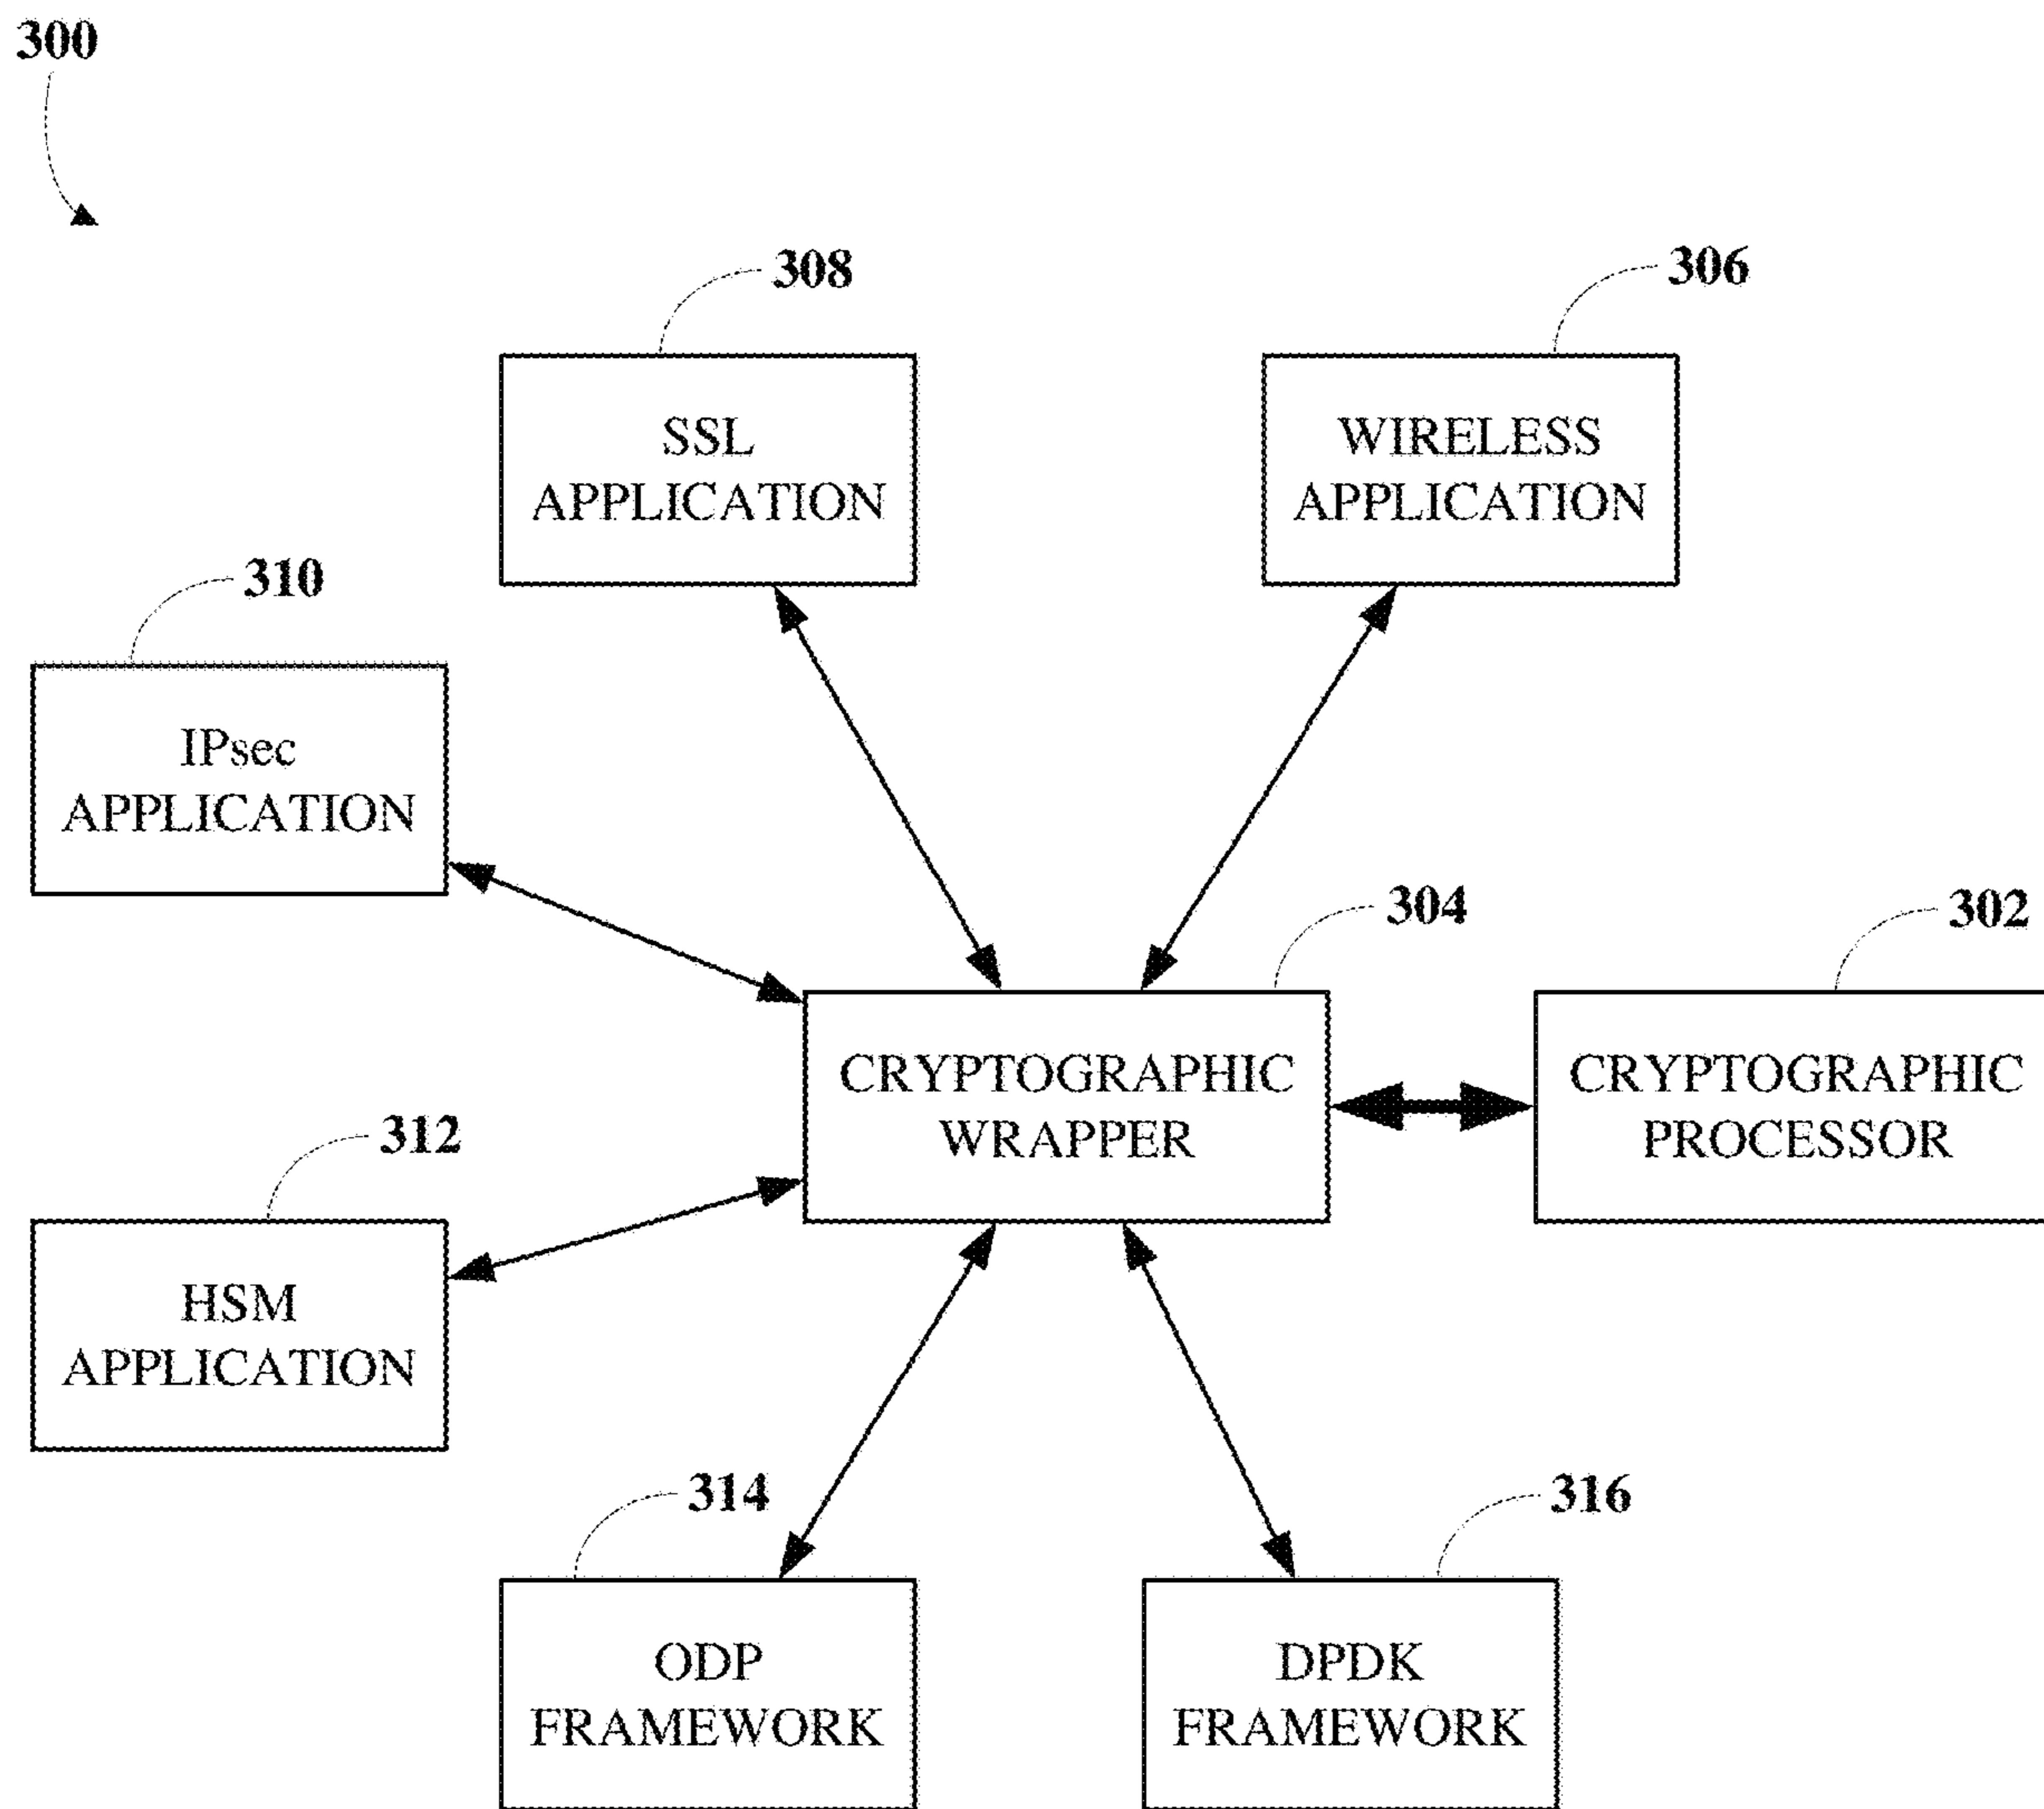 300
308
306
SSL
APPLICATION
WIRELESS
APPLICATION
310
IPsec
APPLICATION
304
302
CRYPTOGRAPHIC
WRAPPER
CRYPTOGRAPHIC
PROCESSOR
312
HSM
APPLICATION
314
316
ODP
FRAMEWORK
DPDK
FRAMEWORK